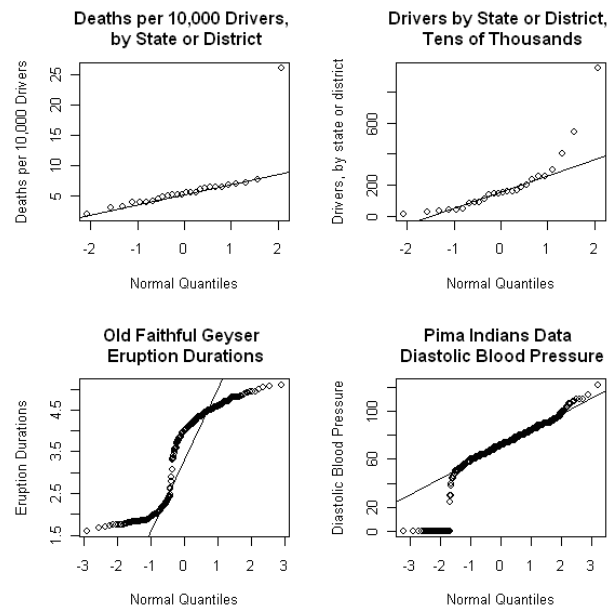 Deaths per 10,000 Drivers,
by State or District
Deaths per 10,000 Drivers
5 10 15 20 25
-2 -1 0 1 2
Normal Quantiles
Drivers by State or District,
Tens of Thousands
Drivers, by state or district
0 200 600
-2 -1 0 1 2
Normal Quantiles
Old Faithful Geyser
Eruption Durations
Eruption Durations
1.5 2.5 3.5 4.5
-3 -2 -1 0 1 2 3
Normal Quantiles
Pima Indians Data
Diastolic Blood Pressure
Diastolic Blood Pressure
0 20 60 100
-3 -2 -1 0 1 2 3
Normal Quantiles